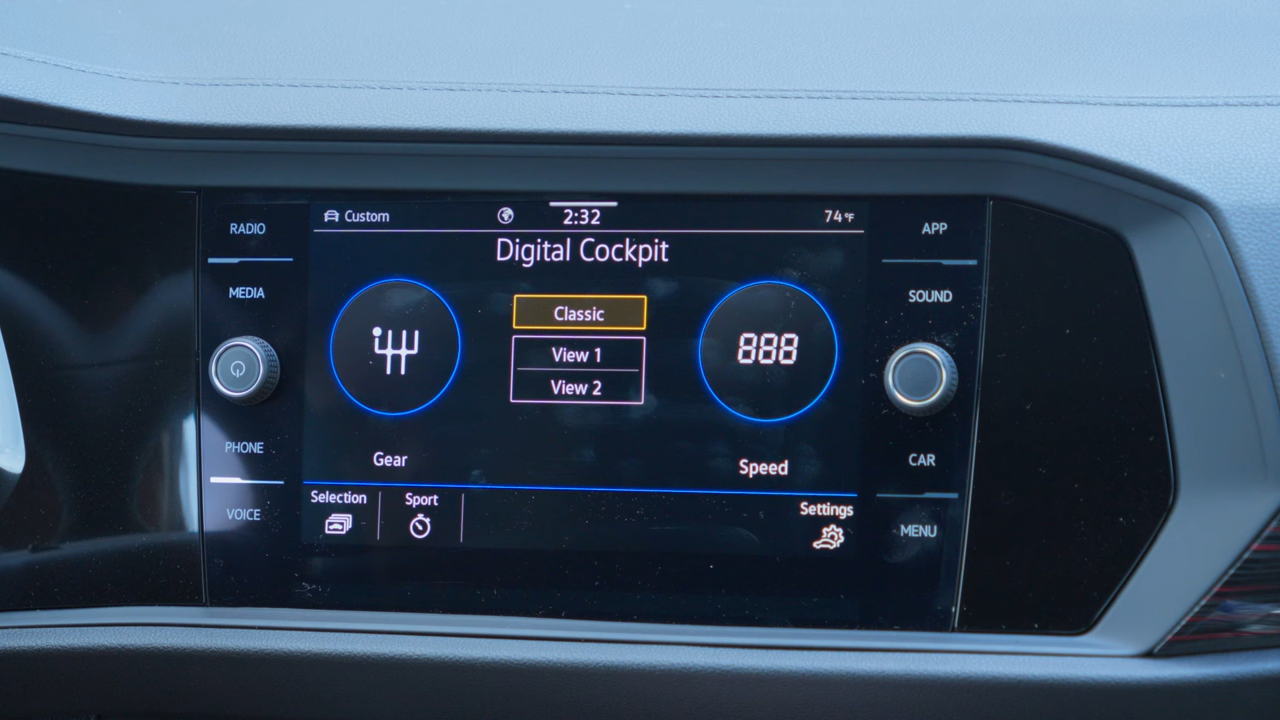 RADIO
MEDIA
PHONE
VOICE
Custom
2:32
74°F
Digital Cockpit
Classic
View 1
View 2
888
Gear
Speed
Selection
Sport
Settings
APP
SOUND
CAR
MENU